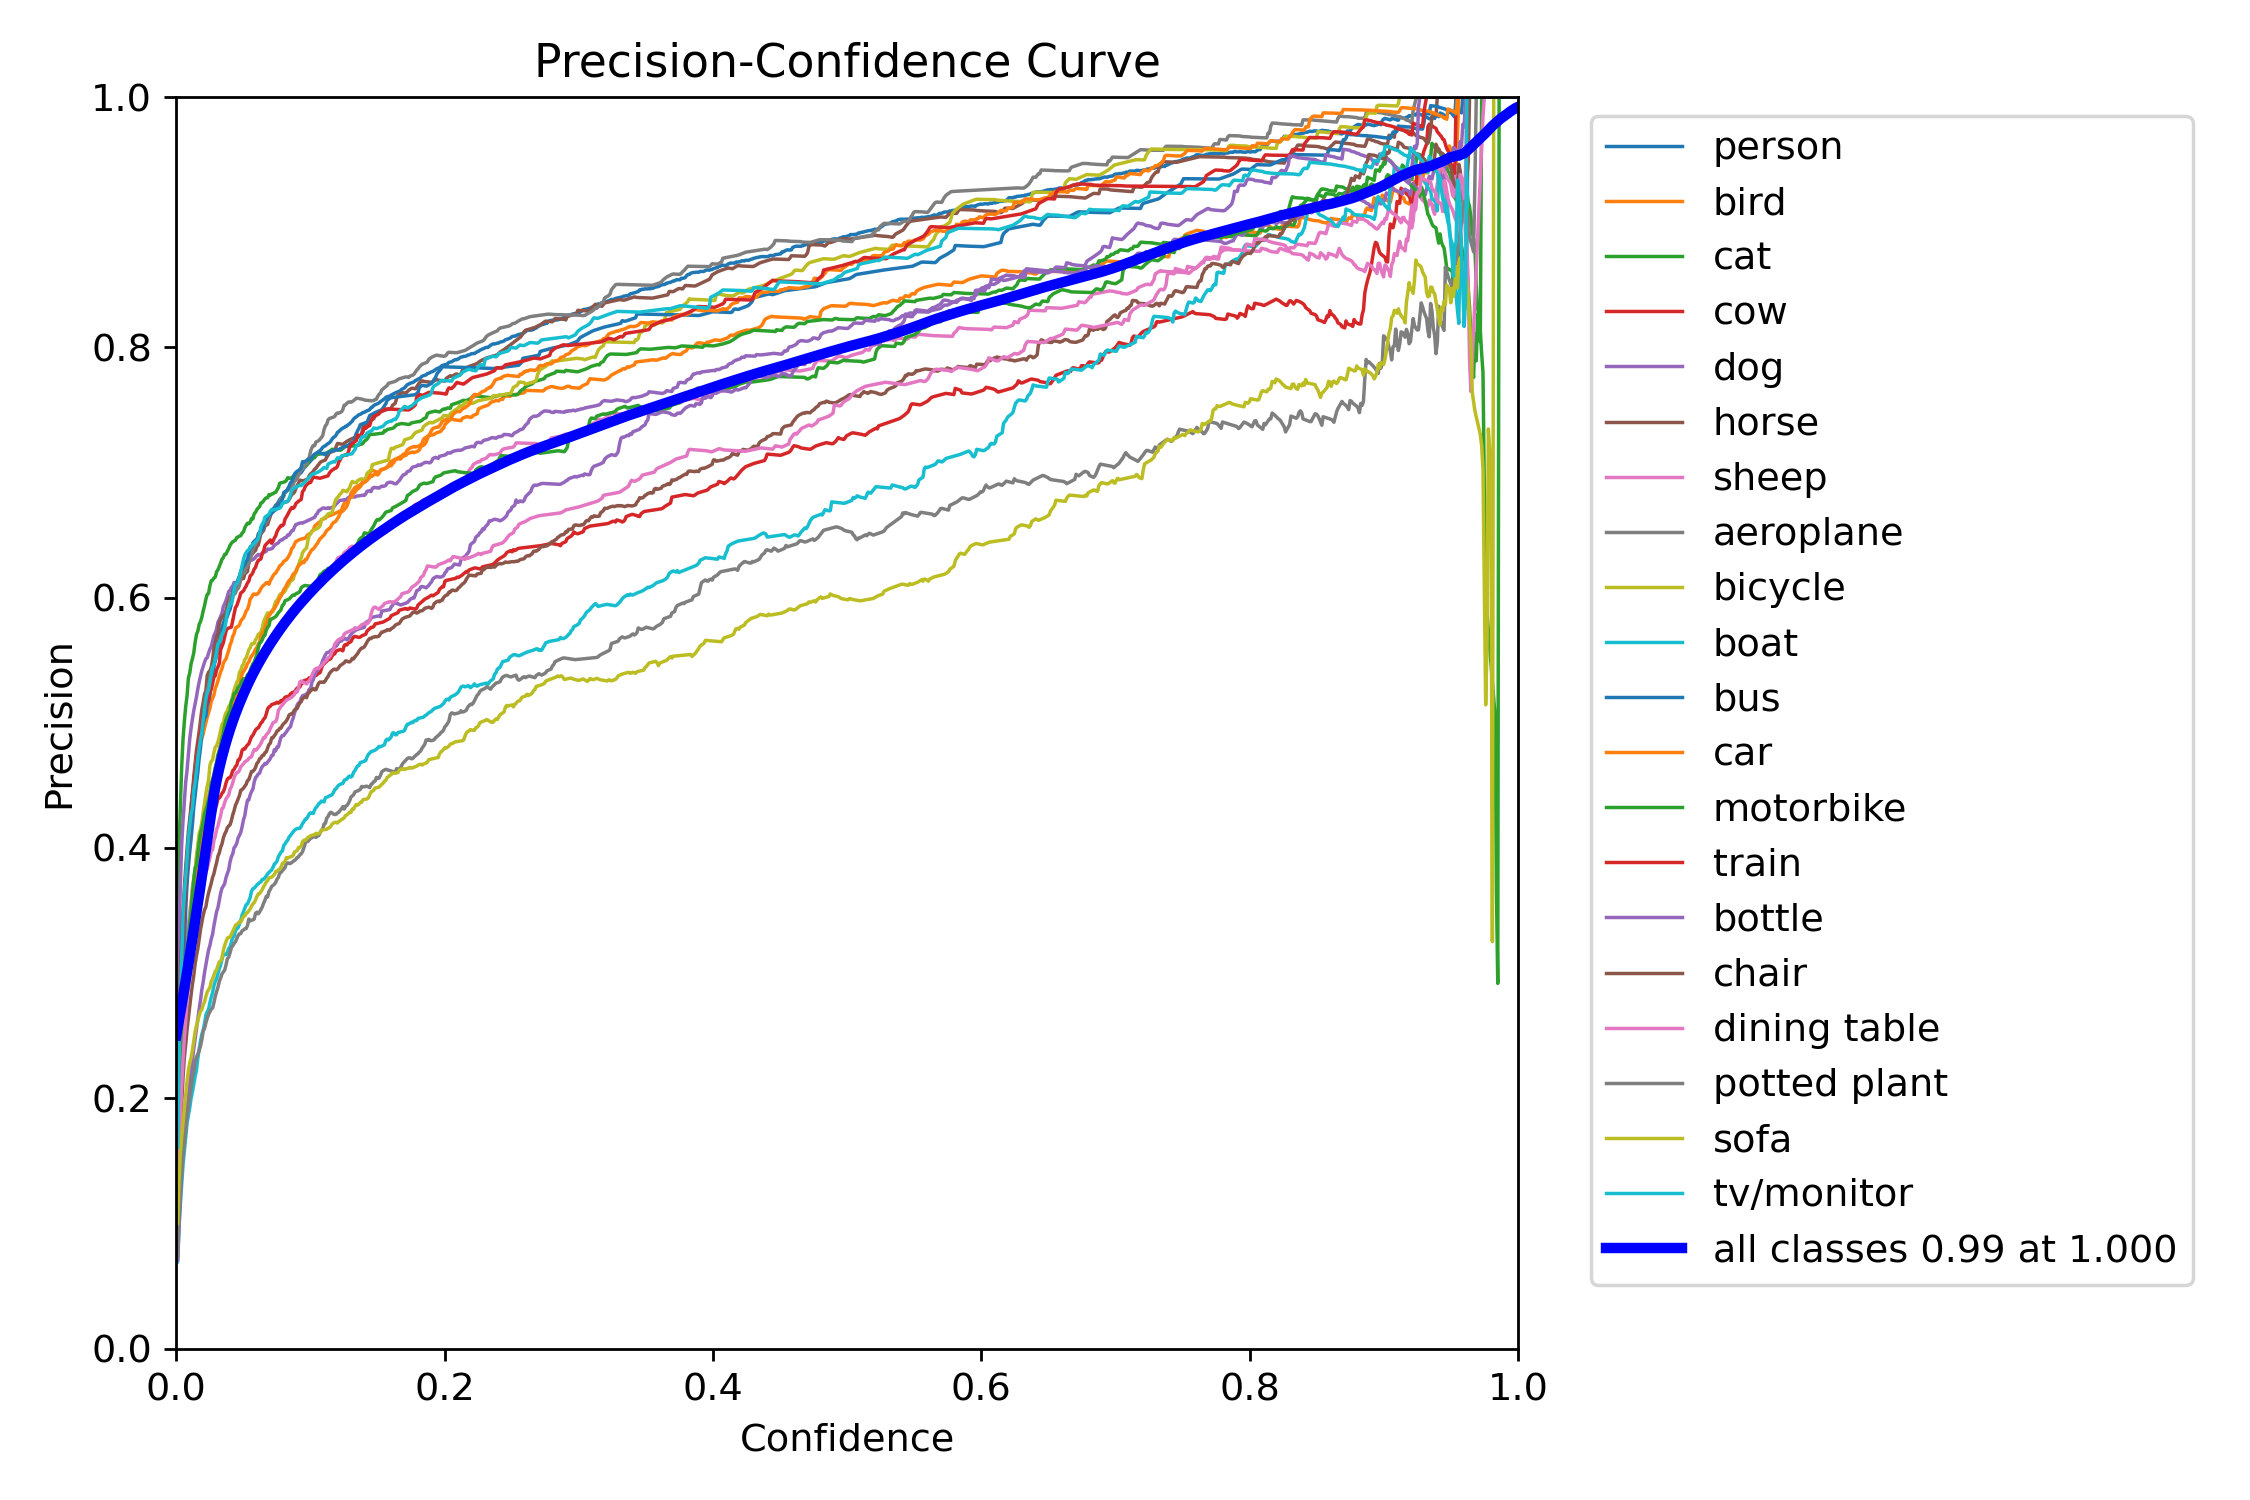 Precision-Confidence Curve
1.0
0.8
0.6
0.4
0.2
0.0
Precision
0.0 0.2 0.4 0.6 0.8 1.0
Confidence
person
bird
cat
cow
dog
horse
sheep
aeroplane
bicycle
boat
bus
car
motorbike
train
bottle
chair
dining table
potted plant
sofa
tv/monitor
all classes 0.99 at 1.000